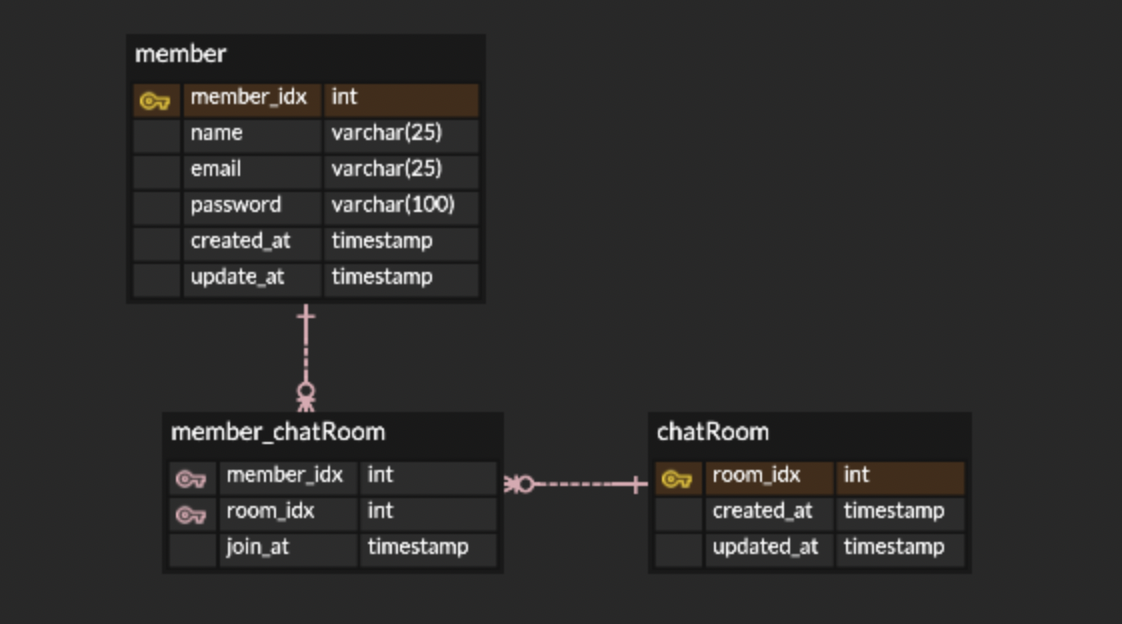 member
member_idx int
name varchar(25)
email varchar(25)
password varchar(100)
created_at timestamp
update_at timestamp
member_chatRoom
member_idx int
room_idx int
join_at timestamp
chatRoom
room_idx int
created_at timestamp
updated_at timestamp